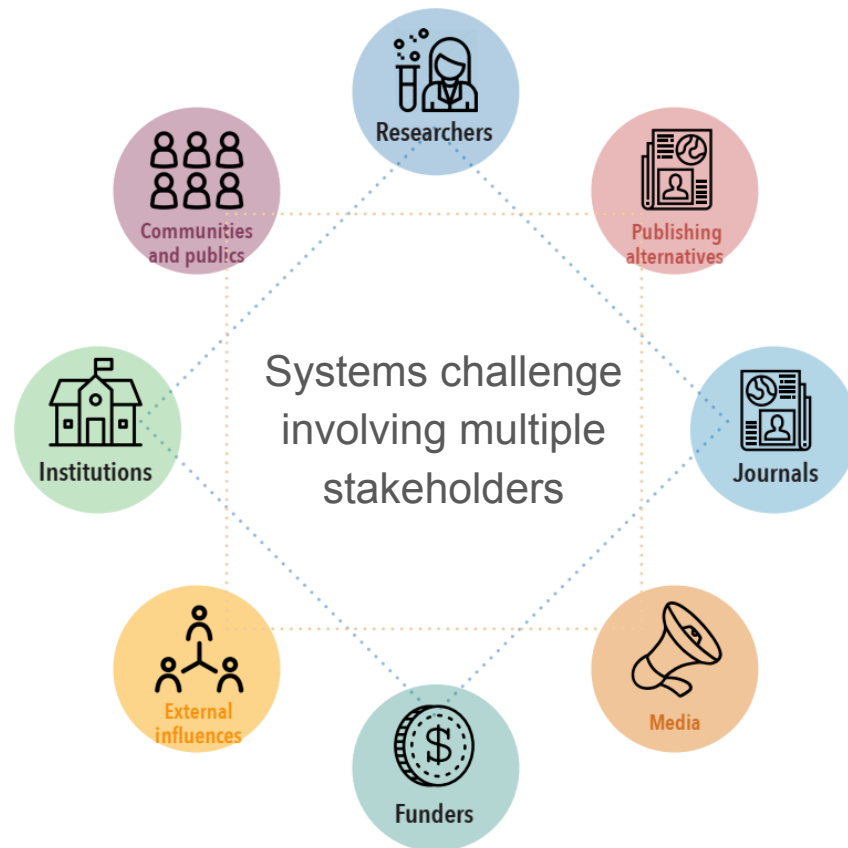 Researchers
Communities
and publics
Publishing
alternatives
Systems challenge
involving multiple
stakeholders
Institutions
Journals
External
influences
Media
$
Funders